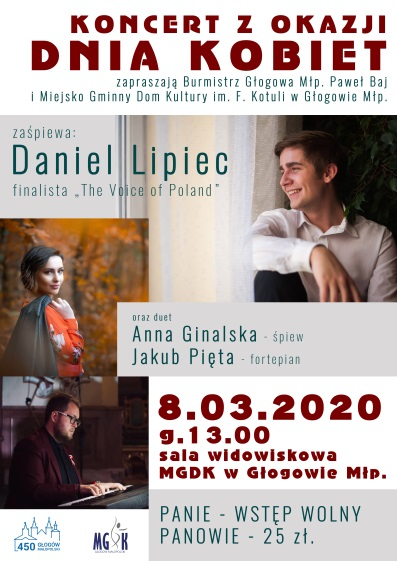 KONCERT Z OKAZJI
DNIA KOBIET
zapraszają Burmistrz Głogowa Młp. Paweł Baj
i Miejsko Gminny Dom Kultury im. F. Kotuli w Głogowie Młp.
zaśpiewa:
Daniel Lipiec
finalista „The Voice of Poland”
oraz duet
Anna Ginalska - śpiew
Jakub Pięta - fortepian
8.03.2020
g.13.00
sala widowiskowa
MGDK w Głogowie Młp.
PANIE - WSTĘP WOLNY
PANOWIE - 25 zł.
450 GŁOGÓW
MAŁOPOLSKI
MGDK